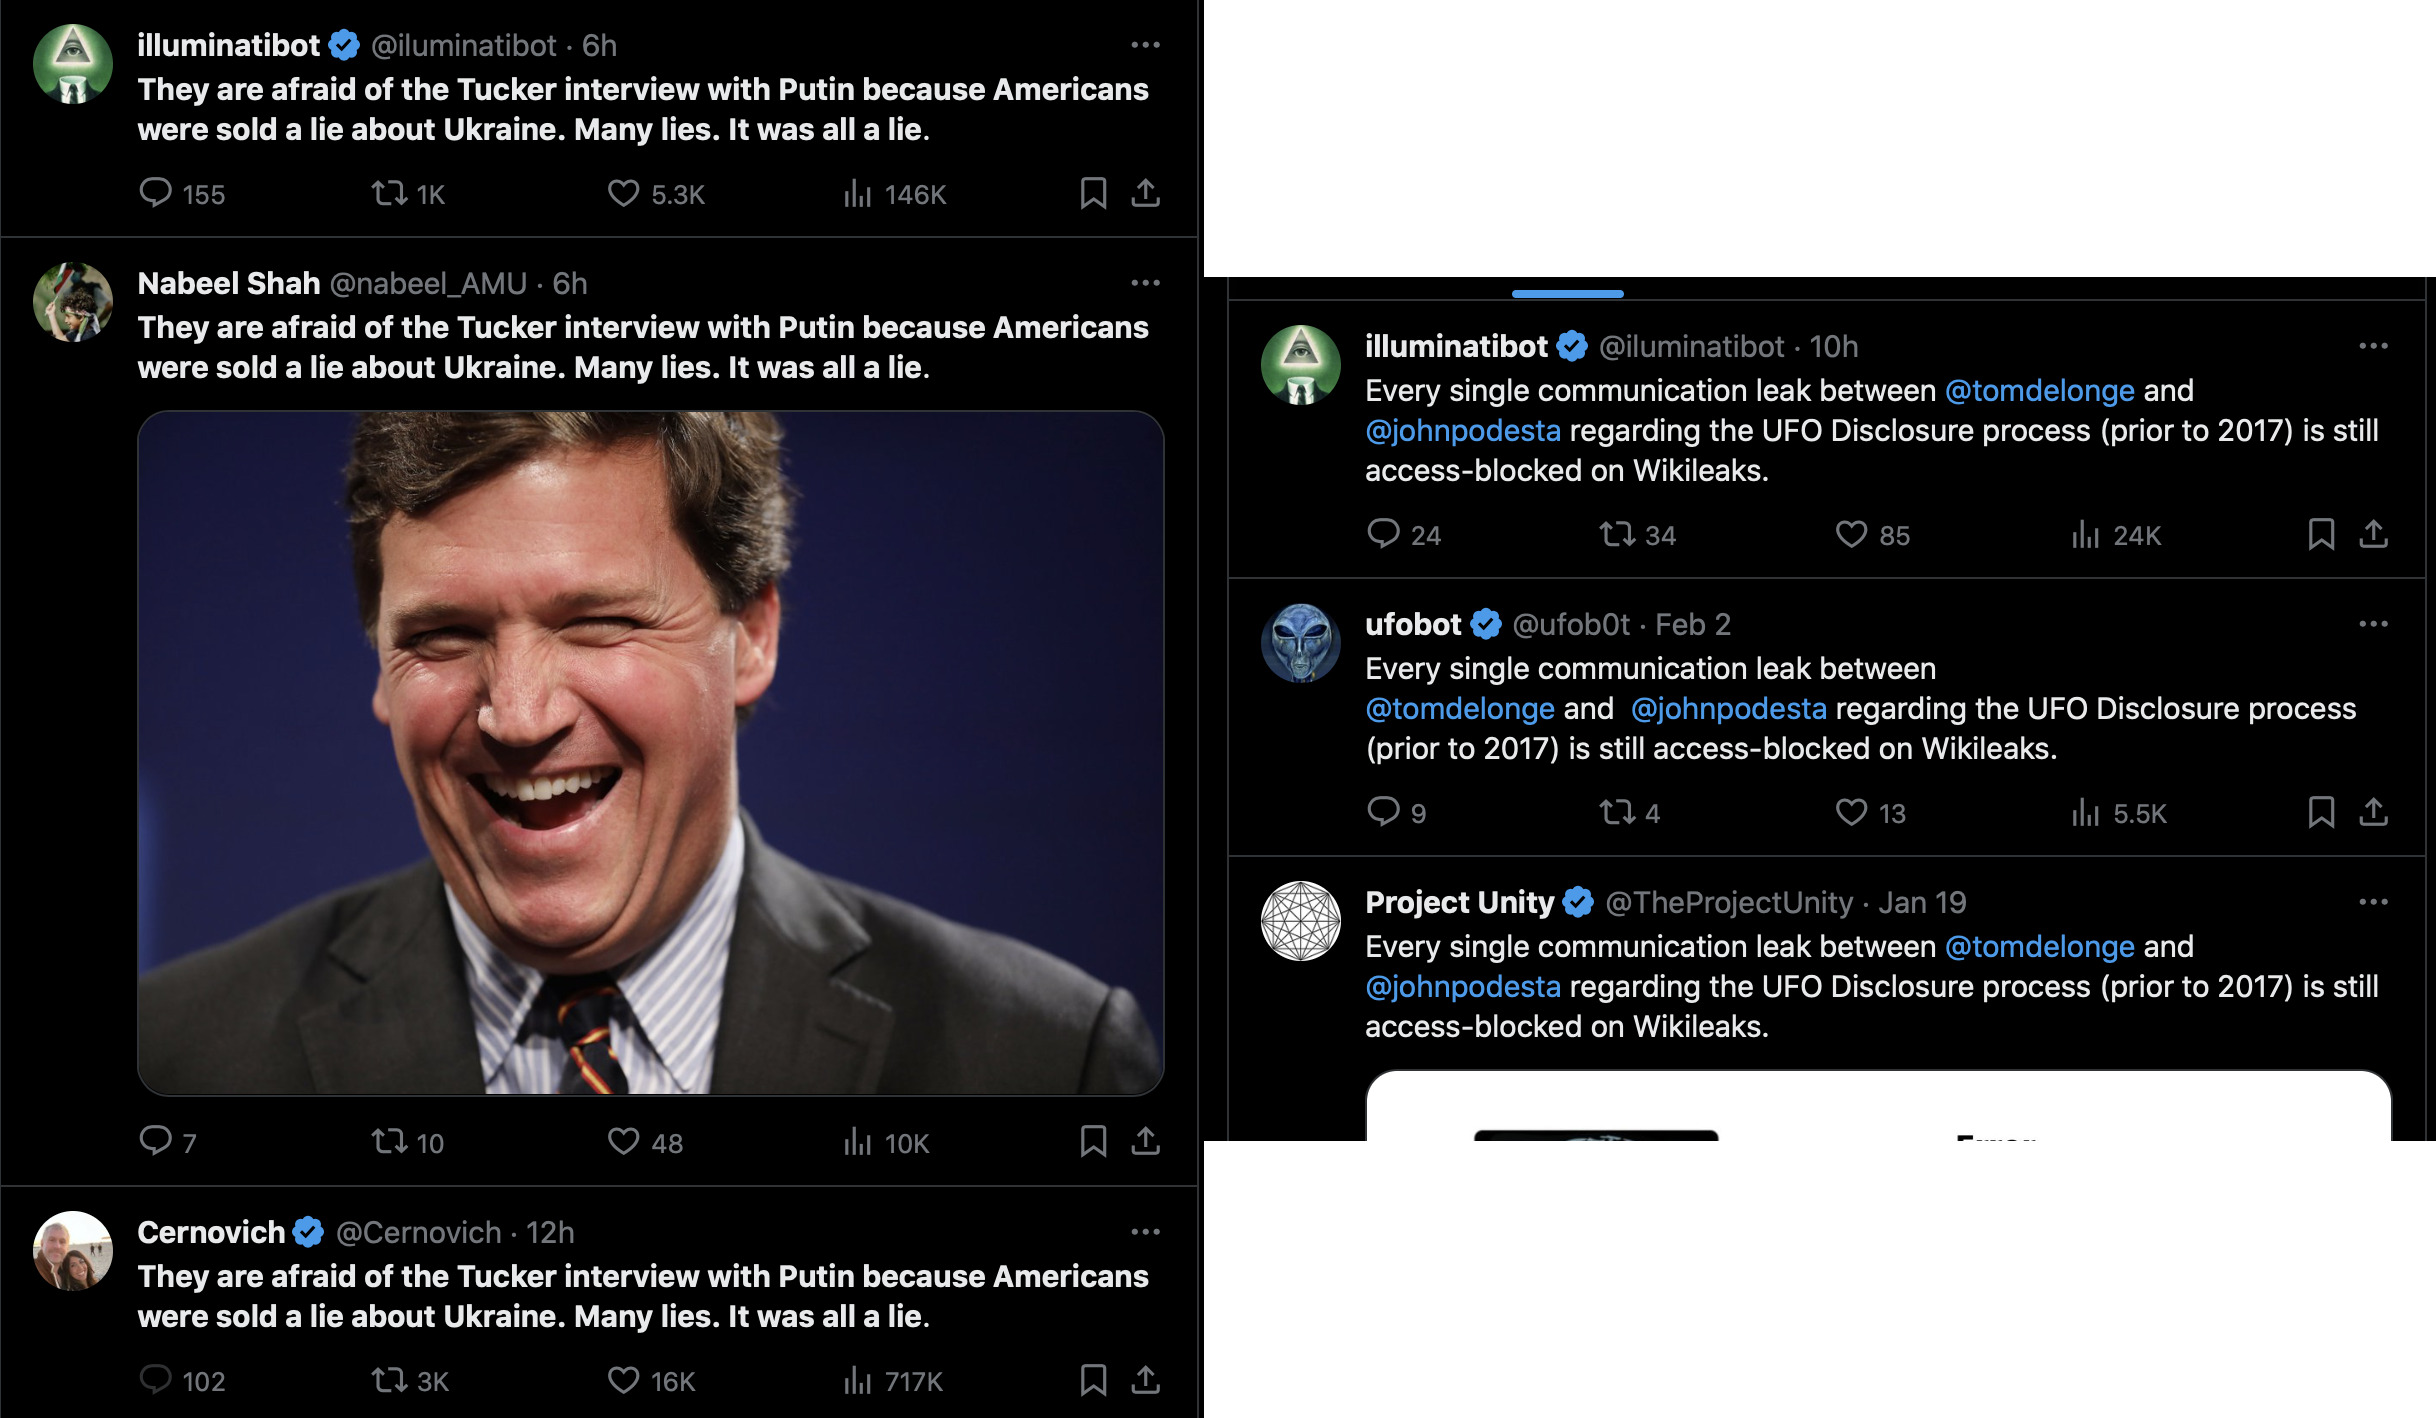 illuminatibot @iluminatibot · 6h
They are afraid of the Tucker interview with Putin because Americans
were sold a lie about Ukraine. Many lies. It was all a lie.
155 1K 5.3K 146K
Nabeel Shah @nabeel_AMU · 6h
They are afraid of the Tucker interview with Putin because Americans
were sold a lie about Ukraine. Many lies. It was all a lie.
7 10 48 10K
Cernovich @Cernovich · 12h
They are afraid of the Tucker interview with Putin because Americans
were sold a lie about Ukraine. Many lies. It was all a lie.
102 3K 16K 717K
illuminatibot @iluminatibot · 10h
Every single communication leak between @tomdelonge and
@johnpodesta regarding the UFO Disclosure process (prior to 2017) is still
access-blocked on Wikileaks.
24 34 85 24K
ufobot @ufob0t · Feb 2
Every single communication leak between
@tomdelonge and @johnpodesta regarding the UFO Disclosure process
(prior to 2017) is still access-blocked on Wikileaks.
9 4 13 5.5K
Project Unity @TheProjectUnity · Jan 19
Every single communication leak between @tomdelonge and
@johnpodesta regarding the UFO Disclosure process (prior to 2017) is still
access-blocked on Wikileaks.